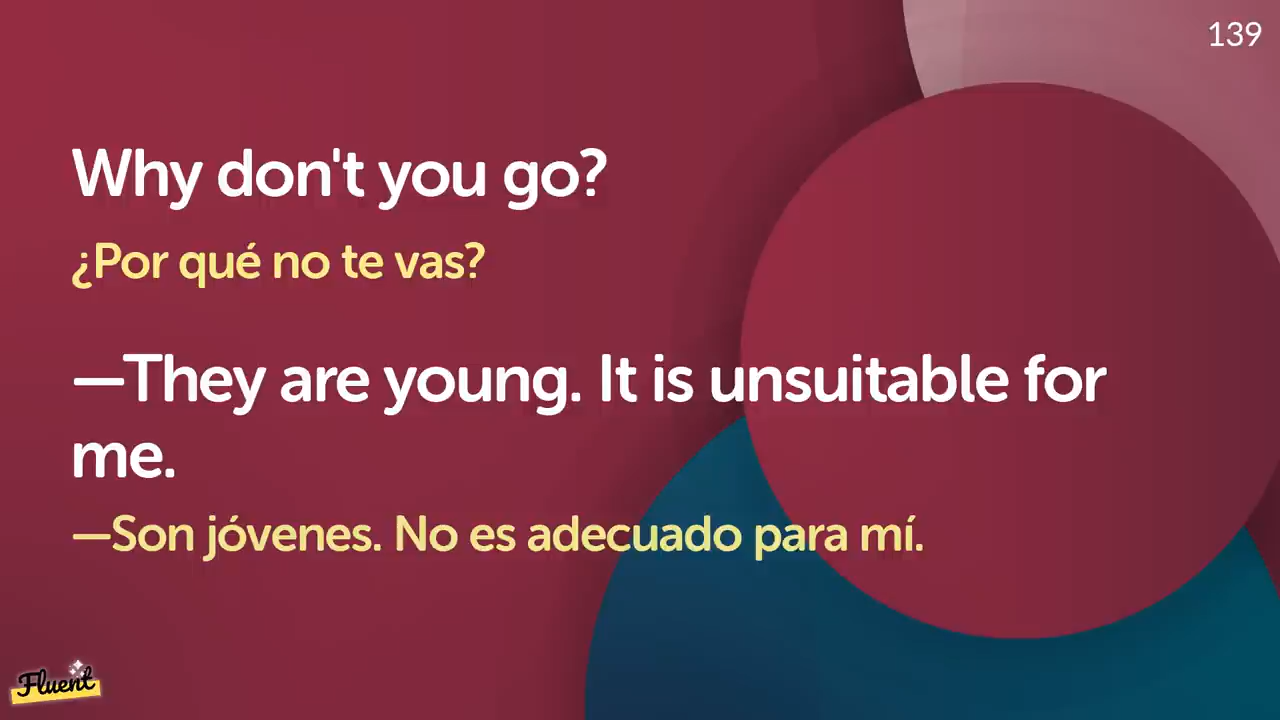 139
Why don't you go?
¿Por qué no te vas?
—They are young. It is unsuitable for
me.
—Son jóvenes. No es adecuado para mí.
Fluent